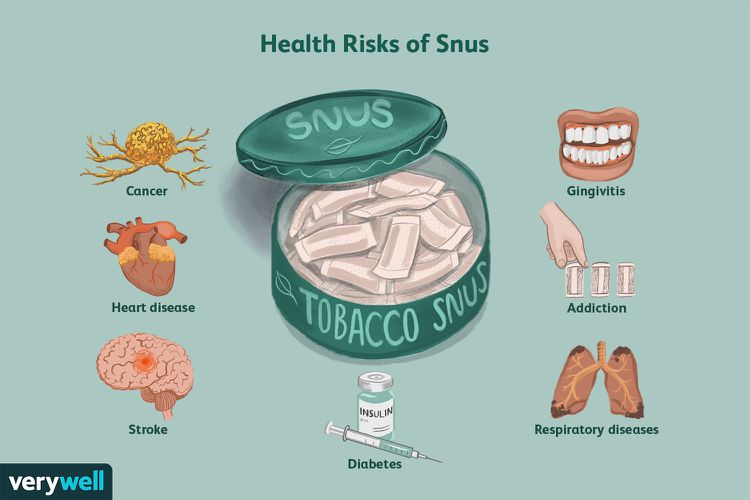 Health Risks of Snus
SNUS
TOBACCO SNUS
Cancer
Heart disease
Stroke
INSULIN
Diabetes
Gingivitis
Addiction
Respiratory diseases
verywell